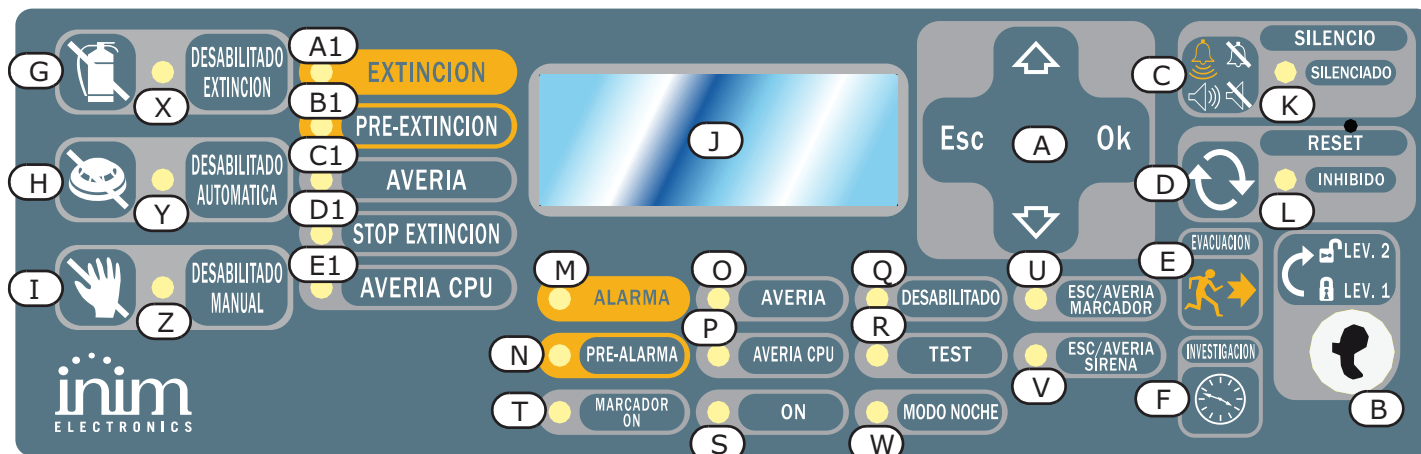 G
X
DESABILITADO
EXTINCION
H
Y
DESABILITADO
AUTOMATICA
I
Z
DESABILITADO
MANUAL
inim
ELECTRONICS
A1
EXTINCION
B1
PRE-EXTINCION
C1
AVERIA
D1
STOP EXTINCION
E1
AVERIA CPU
J
Esc
A
Ok
M
ALARMA
N
PRE-ALARMA
T
MARCADOR
ON
O
AVERIA
P
AVERIA CPU
S
ON
Q
DESABILITADO
R
TEST
W
MODO NOCHE
U
ESC/AVERIA
MARCADOR
V
ESC/AVERIA
SIRENA
C
SILENCIO
K
SILENCIADO
D
RESET
L
INHIBIDO
EVACUACION
E
INVESTIGACION
F
LEV. 2
LEV. 1
B